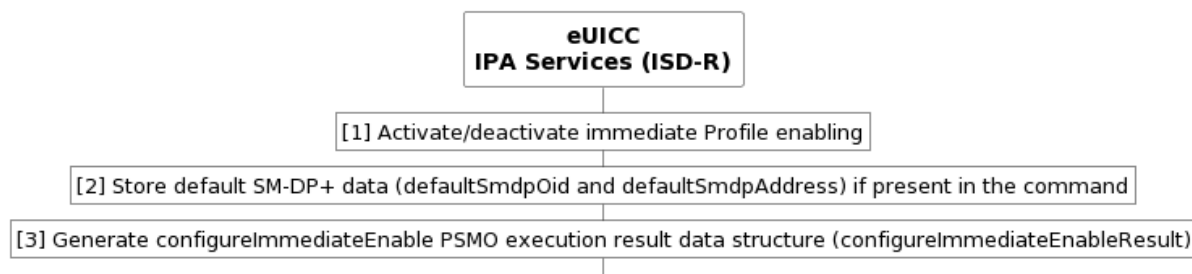 eUICC
IPA Services (ISD-R)
[1] Activate/deactivate immediate Profile enabling
[2] Store default SM-DP+ data (defaultSmdpOid and defaultSmdpAddress) if present in the command
[3] Generate configureImmediateEnable PSMO execution result data structure (configureImmediateEnableResult)